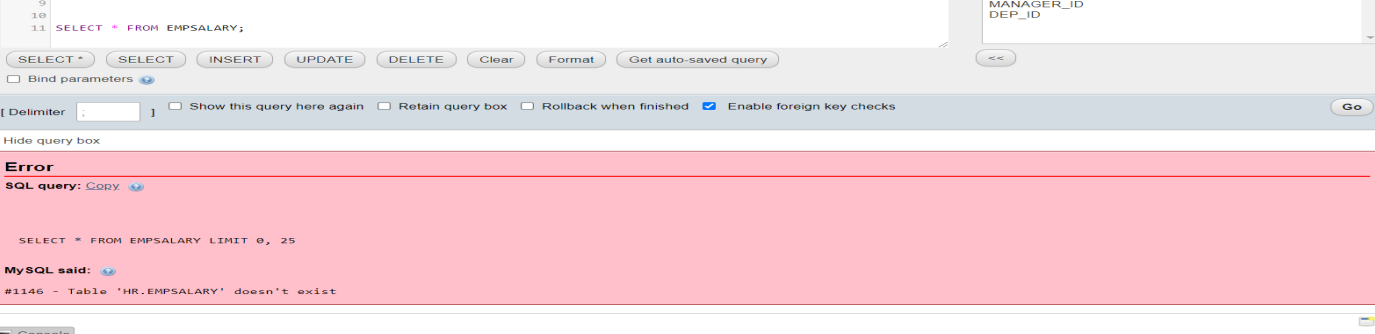 9
10
11 SELECT * FROM EMPSALARY;
MANAGER_ID
DEP_ID
SELECT * SELECT INSERT UPDATE DELETE Clear Format Get auto-saved query <<
Bind parameters
[ Delimiter ; ] Show this query here again Retain query box Rollback when finished Enable foreign key checks Go
Hide query box
Error
SQL query: Copy
SELECT * FROM EMPSALARY LIMIT 0, 25
MySQL said:
#1146 - Table 'HR.EMPSALARY' doesn't exist
Console